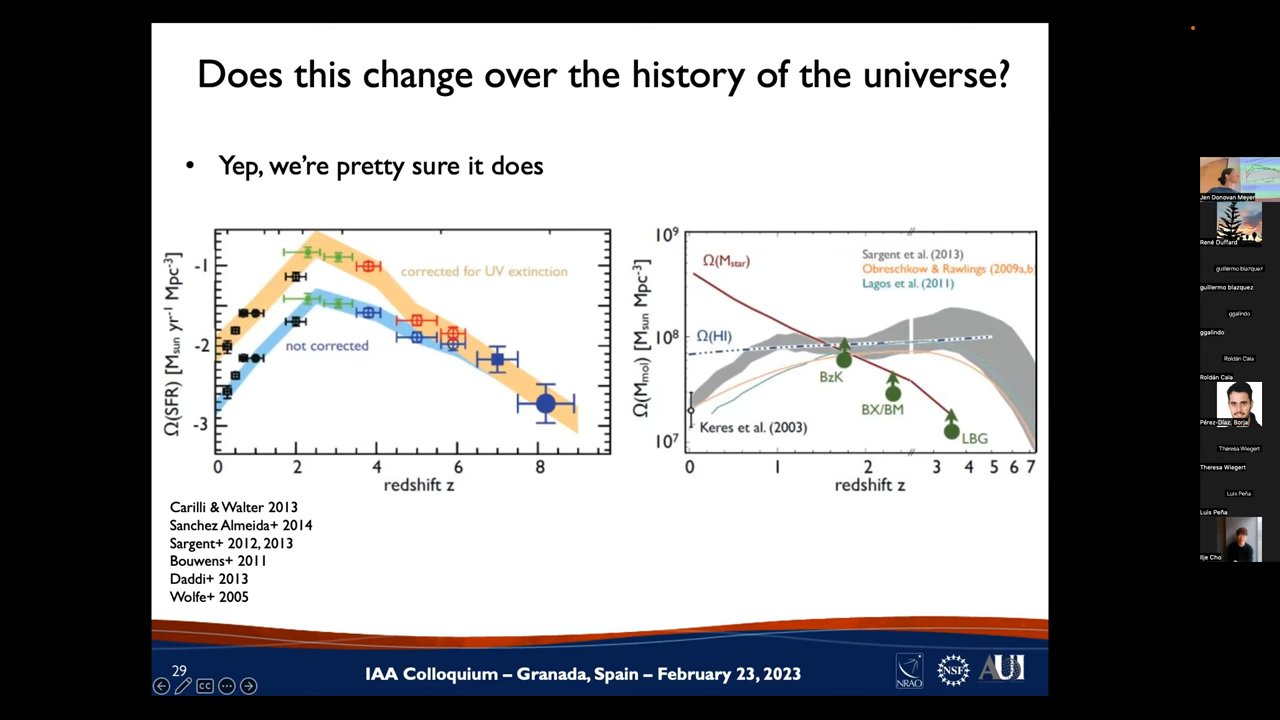 Does this change over the history of the universe?
• Yep, we're pretty sure it does
Ω(SFR) [Msun yr⁻¹ Mpc⁻³]
-1
-2
-3
corrected for UV extinction
not corrected
0 2 4 6 8
redshift z
Ω(Mmol) [Msun Mpc⁻³]
10⁹
10⁸
10⁷
Ω(Mstar)
Ω(HI)
Sargent et al. (2013)
Obreschkow & Rawlings (2009a,b)
Lagos et al. (2011)
BzK
BX/BM
LBG
Keres et al. (2003)
0 1 2 3 4 5 6 7
redshift z
Carilli & Walter 2013
Sanchez Almeida+ 2014
Sargent+ 2012, 2013
Bouwens+ 2011
Daddi+ 2013
Wolfe+ 2005
29
IAA Colloquium – Granada, Spain – February 23, 2023
NRAO
NSF
AUI
CC
Jen Donovan Meyer
René Duffard
guillermo blazquez
guillermo blazquez
ggalindo
ggalindo
Roldán Cala
Roldán Cala
Pérez-Díaz, Borja
Theresa Wiegert
Theresa Wiegert
Luis Peña
Luis Peña
Ilje Cho